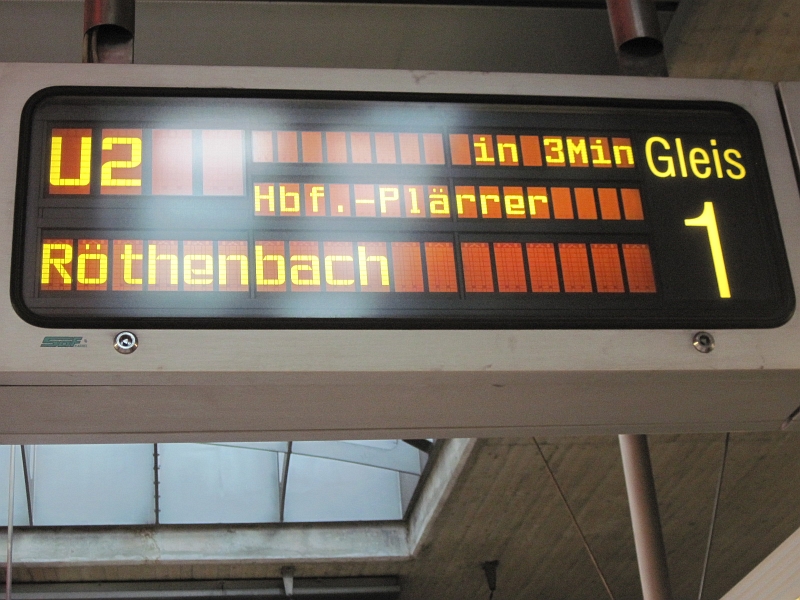 U2 in 3Min Gleis
Hbf.-Plärrer 1
Röthenbach